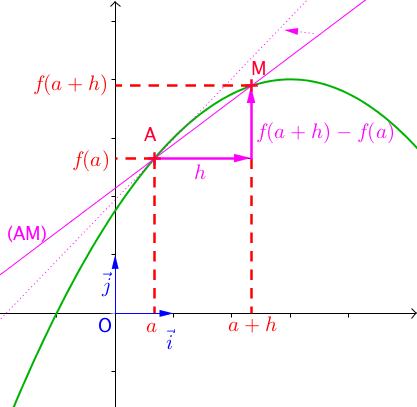 M
f(a + h)
f(a + h) − f(a)
A
f(a)
h
(AM)
j⃗
O
a
i⃗
a + h